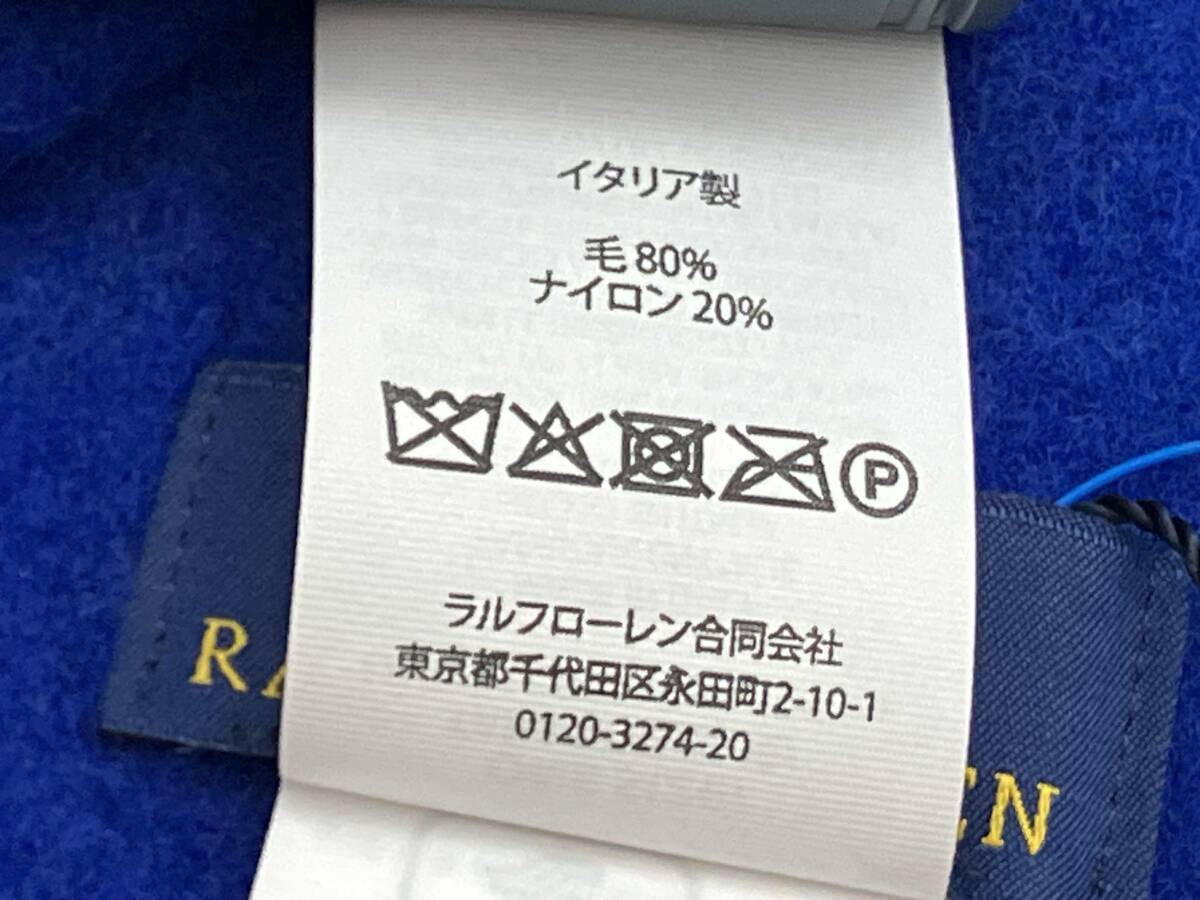 イタリア製
毛 80%
ナイロン 20%
P
ラルフローレン合同会社
東京都千代田区永田町2-10-1
0120-3274-20
RA
EN